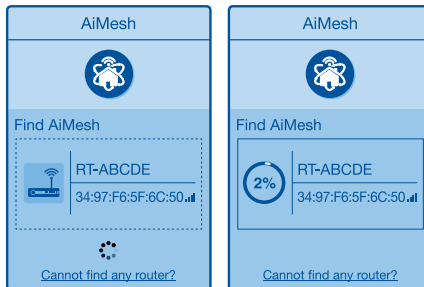 AiMesh
Find AiMesh
RT-ABCDE
34:97:F6:5F:6C:50
Cannot find any router?
AiMesh
Find AiMesh
2%
RT-ABCDE
34:97:F6:5F:6C:50
Cannot find any router?